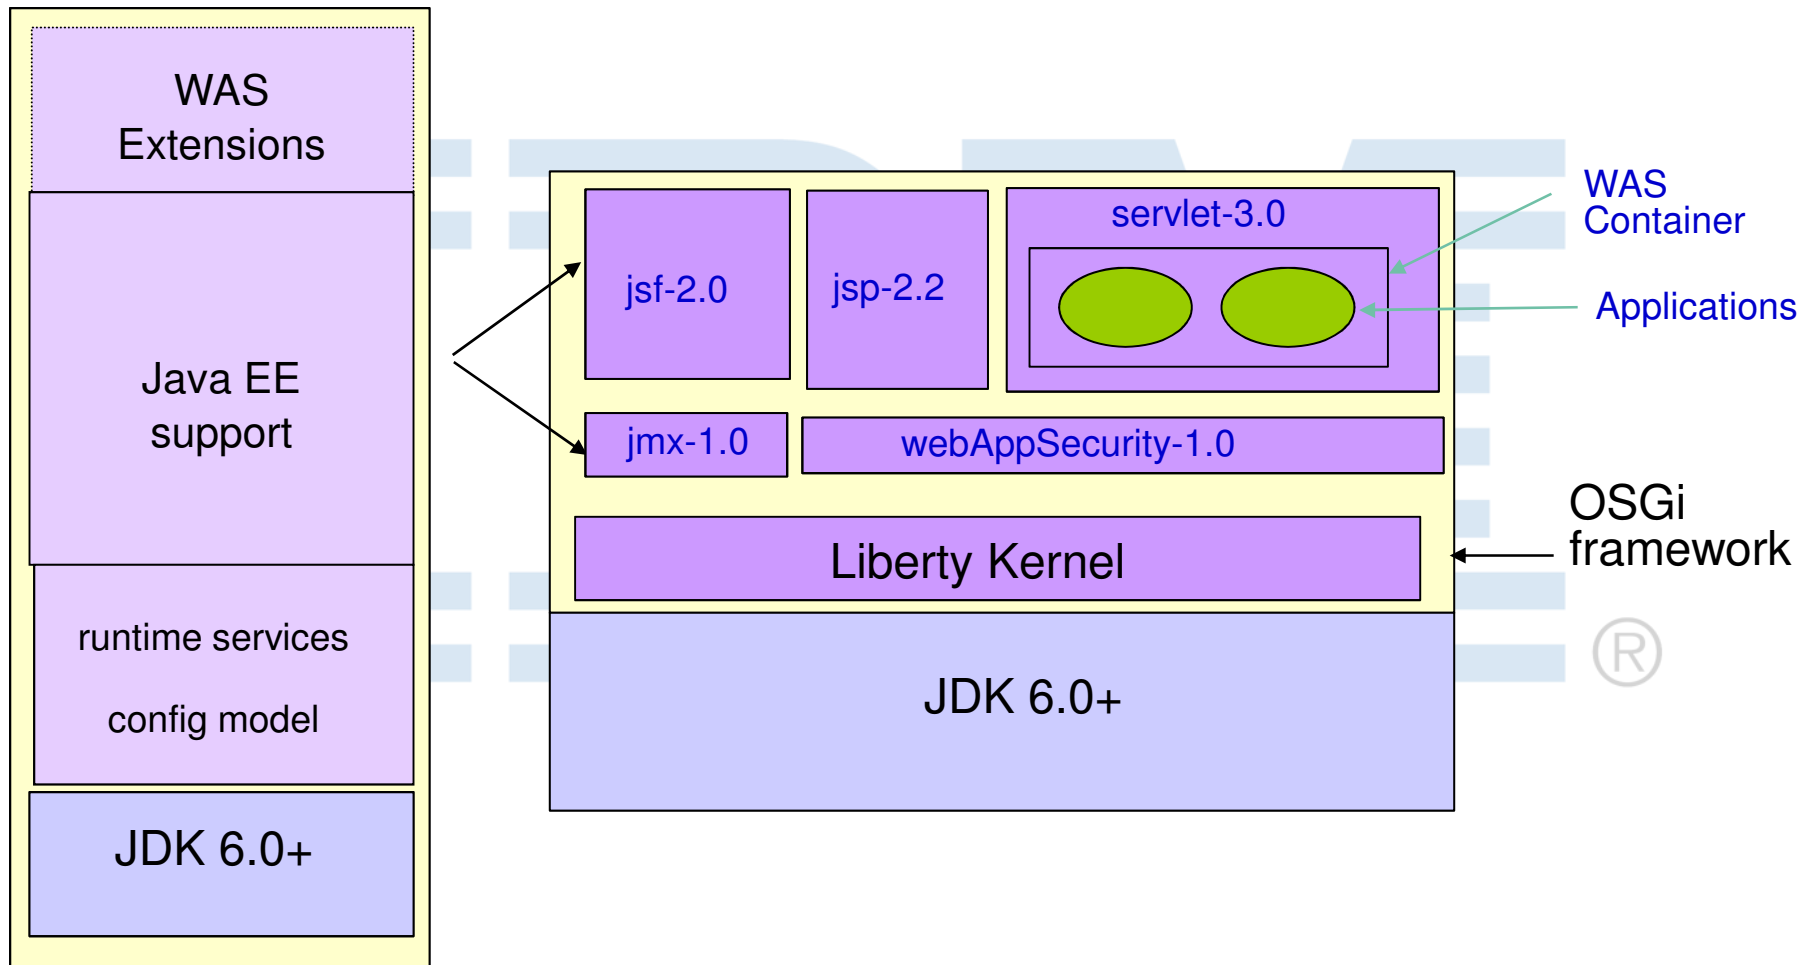 WAS
Extensions
Java EE
support
runtime services
config model
JDK 6.0+
jsf-2.0
jsp-2.2
servlet-3.0
jmx-1.0
webAppSecurity-1.0
Liberty Kernel
JDK 6.0+
WAS
Container
Applications
OSGi
framework
®